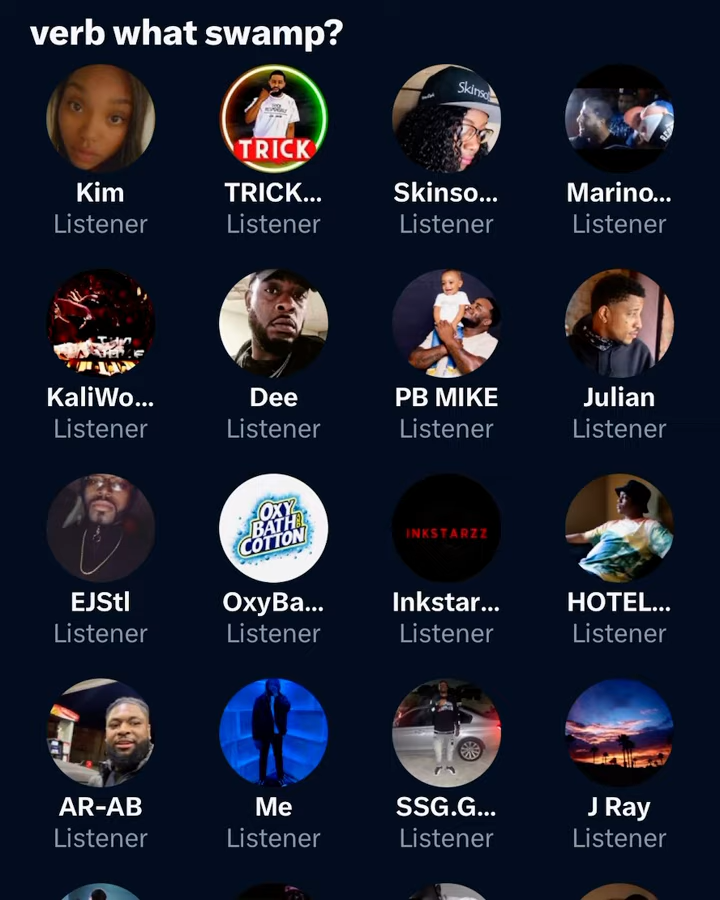 verb what swamp?
TRICK
Skinso
Kim
TRICK...
Skinso...
Marino...
Listener
Listener
Listener
Listener
KaliWo...
Dee
PB MIKE
Julian
Listener
Listener
Listener
Listener
OXY
BATH
COTTON
INKSTARZZ
EJStl
OxyBa...
Inkstar...
HOTEL...
Listener
Listener
Listener
Listener
AR-AB
Me
SSG.G...
J Ray
Listener
Listener
Listener
Listener